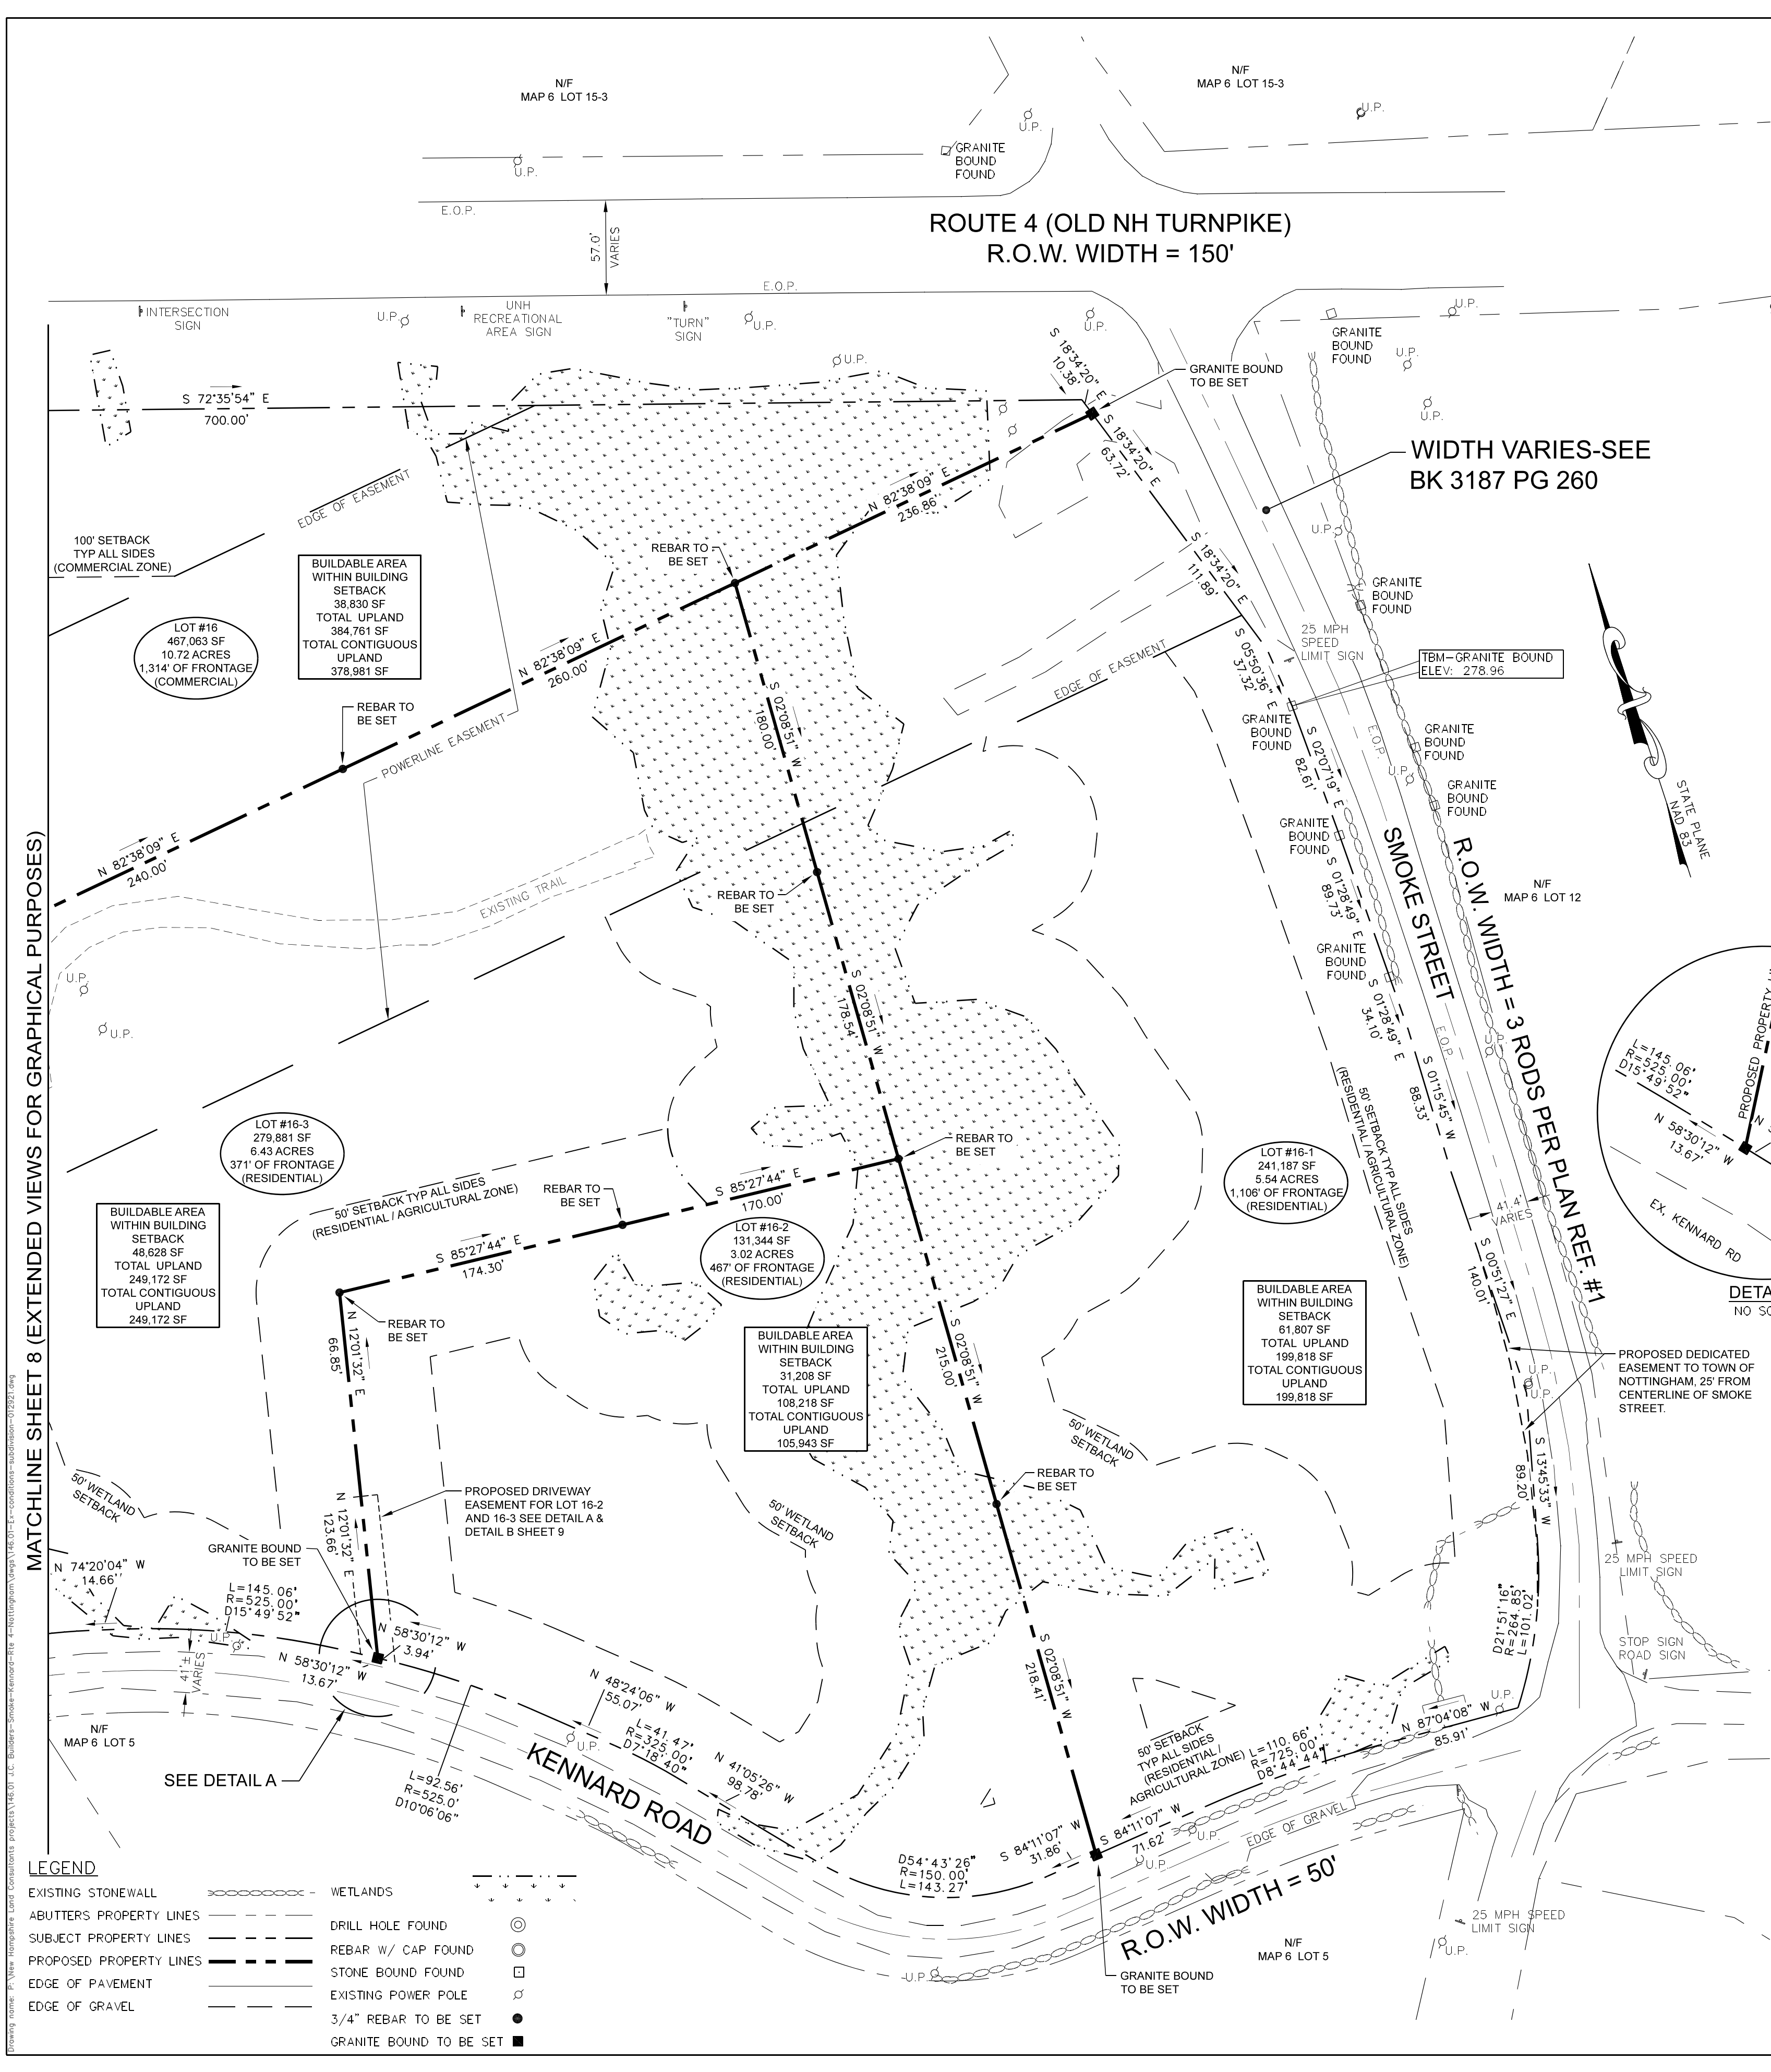 N/F
MAP 6 LOT 15-3
N/F
MAP 6 LOT 15-3
U.P.
U.P.
U.P.
GRANITE
BOUND
FOUND
E.O.P.
57.0'
VARIES
ROUTE 4 (OLD NH TURNPIKE)
R.O.W. WIDTH = 150'
E.O.P.
INTERSECTION
SIGN
U.P.
UNH
RECREATIONAL
AREA SIGN
"TURN"
SIGN
U.P.
U.P.
U.P.
GRANITE
BOUND
FOUND
U.P.
U.P.
U.P.
S 18°34'20" E
10.38'
GRANITE BOUND
TO BE SET
S 72°35'54" E
700.00'
S 18°34'20" E
63.72'
WIDTH VARIES-SEE
BK 3187 PG 260
EDGE OF EASEMENT
N 82°38'09" E
236.86'
U.P.
100' SETBACK
TYP ALL SIDES
(COMMERCIAL ZONE)
BUILDABLE AREA
WITHIN BUILDING
SETBACK
38,830 SF
TOTAL UPLAND
384,761 SF
TOTAL CONTIGUOUS
UPLAND
378,981 SF
REBAR TO
BE SET
S 18°34'20" E
111.89'
GRANITE
BOUND
FOUND
LOT #16
467,063 SF
10.72 ACRES
1,314' OF FRONTAGE
(COMMERCIAL)
N 82°38'09" E
260.00'
25 MPH
SPEED
LIMIT SIGN
TBM-GRANITE BOUND
ELEV: 278.96
EDGE OF EASEMENT
S 05°50'36" E
37.32'
REBAR TO
BE SET
POWERLINE EASEMENT
S 02°08'51" W
180.00'
GRANITE
BOUND
FOUND
E.O.P.
GRANITE
BOUND
FOUND
S 02°07'19" E
82.61'
U.P.
GRANITE
BOUND
FOUND
STATE PLANE
NAD 83
N 82°38'09" E
240.00'
GRANITE
BOUND
FOUND
SMOKE STREET
R.O.W. WIDTH = 3 RODS PER PLAN REF. #1
EXISTING TRAIL
REBAR TO
BE SET
S 01°28'49" E
89.73'
N/F
MAP 6 LOT 12
GRANITE
BOUND
FOUND
U.P.
U.P.
S 02°08'51" W
178.54'
S 01°28'49" E
34.10'
E.O.P
U.P.
MATCHLINE SHEET 8 (EXTENDED VIEWS FOR GRAPHICAL PURPOSES)
L=145.06'
R=525.00'
D15°49'52"
PROPOSED PROPERTY
N 58°30'12" W
13.67'
EX. KENNARD RD
S 01°15'45" W
88.33'
50' SETBACK TYP ALL SIDES
(RESIDENTIAL / AGRICULTURAL ZONE)
LOT #16-3
279,881 SF
6.43 ACRES
371' OF FRONTAGE
(RESIDENTIAL)
REBAR TO
BE SET
LOT #16-1
241,187 SF
5.54 ACRES
1,106' OF FRONTAGE
(RESIDENTIAL)
50' SETBACK TYP ALL SIDES
(RESIDENTIAL / AGRICULTURAL ZONE)
REBAR TO
BE SET
S 85°27'44" E
170.00'
41.4'
VARIES
BUILDABLE AREA
WITHIN BUILDING
SETBACK
48,628 SF
TOTAL UPLAND
249,172 SF
TOTAL CONTIGUOUS
UPLAND
249,172 SF
S 85°27'44" E
174.30'
LOT #16-2
131,344 SF
3.02 ACRES
467' OF FRONTAGE
(RESIDENTIAL)
S 00°51'27" E
140.01'
BUILDABLE AREA
WITHIN BUILDING
SETBACK
61,807 SF
TOTAL UPLAND
199,818 SF
TOTAL CONTIGUOUS
UPLAND
199,818 SF
REBAR TO
BE SET
N 12°01'32" E
66.85'
BUILDABLE AREA
WITHIN BUILDING
SETBACK
31,208 SF
TOTAL UPLAND
108,218 SF
TOTAL CONTIGUOUS
UPLAND
105,943 SF
S 02°08'51" W
215.00'
PROPOSED DEDICATED
EASEMENT TO TOWN OF
NOTTINGHAM, 25' FROM
CENTERLINE OF SMOKE
STREET.
U.P.
U.P.
50' WETLAND
SETBACK
S 13°45'33" W
89.20'
50' WETLAND
SETBACK
REBAR TO
BE SET
N 12°01'32" E
123.66'
PROPOSED DRIVEWAY
EASEMENT FOR LOT 16-2
AND 16-3 SEE DETAIL A &
DETAIL B SHEET 9
50' WETLAND
SETBACK
GRANITE BOUND
TO BE SET
25 MPH SPEED
LIMIT SIGN
N 74°20'04" W
14.66'
L=145.06'
R=525.00'
D15°49'52"
D21°51'16"
R=264.85'
L=101.02'
U.P.
N 58°30'12" W
3.94'
N 58°30'12" W
13.67'
41'±
VARIES
S 02°08'51" W
218.41'
STOP SIGN
ROAD SIGN
N 48°24'06" W
55.07'
U.P.
N 87°04'08" W
85.91'
N/F
MAP 6 LOT 5
L=41.47'
R=325.00'
D7°18'40"
U.P.
50' SETBACK
TYP ALL SIDES
(RESIDENTIAL /
AGRICULTURAL ZONE)
L=110.66'
R=725.00'
D8°44'44"
SEE DETAIL A
KENNARD ROAD
N 41°05'26" W
98.78'
L=92.56'
R=525.0'
D10°06'06"
S 84°11'07" W
31.86'
S 84°11'07" W
71.62'
U.P.
U.P.
EDGE OF GRAVEL
D54°43'26"
R=150.00'
L=143.27'
R.O.W. WIDTH = 50'
25 MPH SPEED
LIMIT SIGN
U.P.
N/F
MAP 6 LOT 5
U.P.
GRANITE BOUND
TO BE SET
LEGEND
EXISTING STONEWALL
ABUTTERS PROPERTY LINES
SUBJECT PROPERTY LINES
PROPOSED PROPERTY LINES
EDGE OF PAVEMENT
EDGE OF GRAVEL
WETLANDS
DRILL HOLE FOUND
REBAR W/ CAP FOUND
STONE BOUND FOUND
EXISTING POWER POLE
3/4" REBAR TO BE SET
GRANITE BOUND TO BE SET